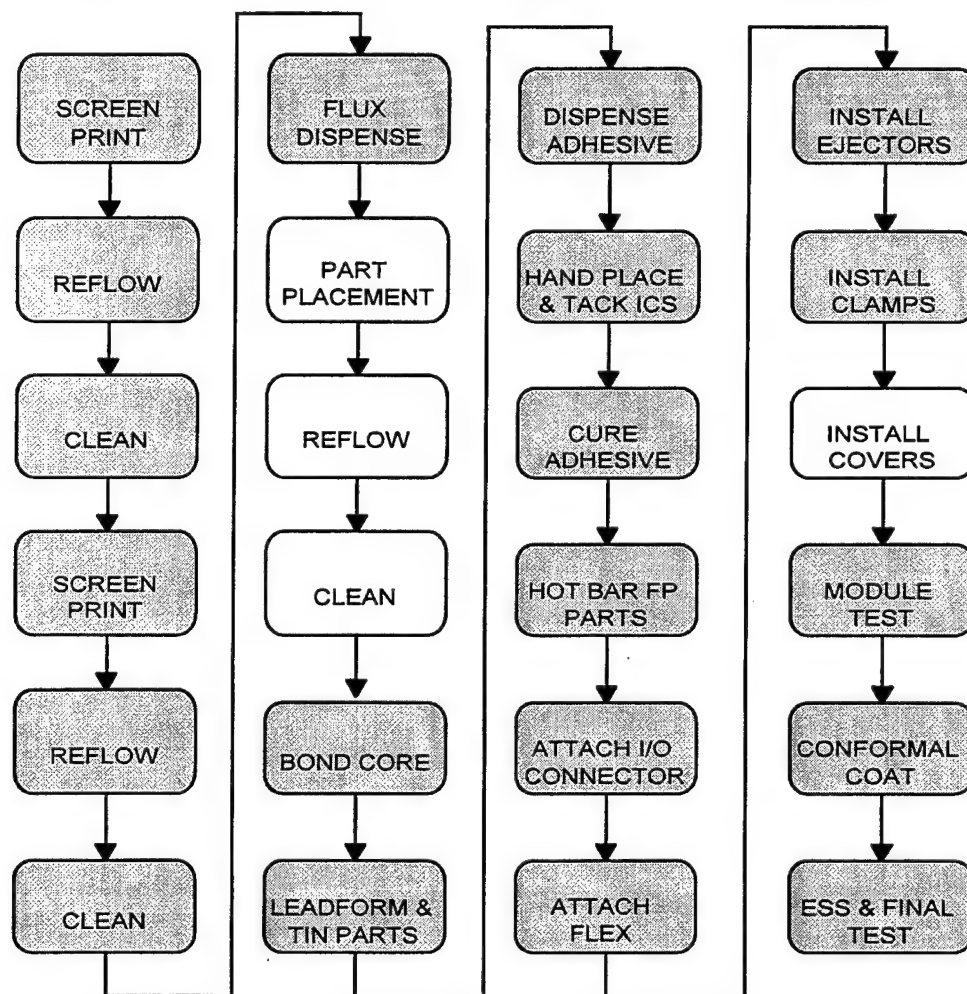 SCREEN
PRINT
REFLOW
CLEAN
SCREEN
PRINT
REFLOW
CLEAN
FLUX
DISPENSE
PART
PLACEMENT
REFLOW
CLEAN
BOND CORE
LEADFORM &
TIN PARTS
DISPENSE
ADHESIVE
HAND PLACE
& TACK ICS
CURE
ADHESIVE
HOT BAR FP
PARTS
ATTACH I/O
CONNECTOR
ATTACH
FLEX
INSTALL
EJECTORS
INSTALL
CLAMPS
INSTALL
COVERS
MODULE
TEST
CONFORMAL
COAT
ESS & FINAL
TEST